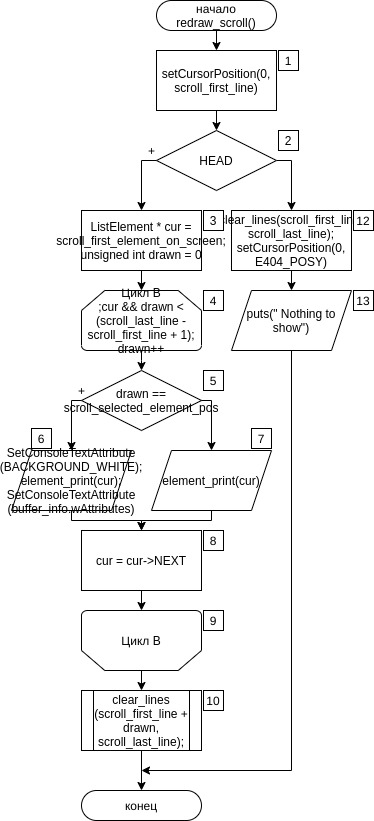 начало
redraw_scroll()
1
setCursorPosition(0,
scroll_first_line)
2
HEAD
+
3
ListElement * cur =
scroll_first_element_on_screen;
unsigned int drawn = 0
12
clear_lines(scroll_first_line,
scroll_last_line);
setCursorPosition(0,
E404_POSY)
4
Цикл B
;cur && drawn <
(scroll_last_line -
scroll_first_line + 1);
drawn++
13
puts(" Nothing to
show")
5
drawn ==
scroll_selected_element_pos
+
6
SetConsoleTextAttribute
(BACKGROUND_WHITE);
element_print(cur);
SetConsoleTextAttribute
(buffer_info.wAttributes)
7
element_print(cur)
8
cur = cur->NEXT
9
Цикл B
10
clear_lines
(scroll_first_line +
drawn,
scroll_last_line);
конец